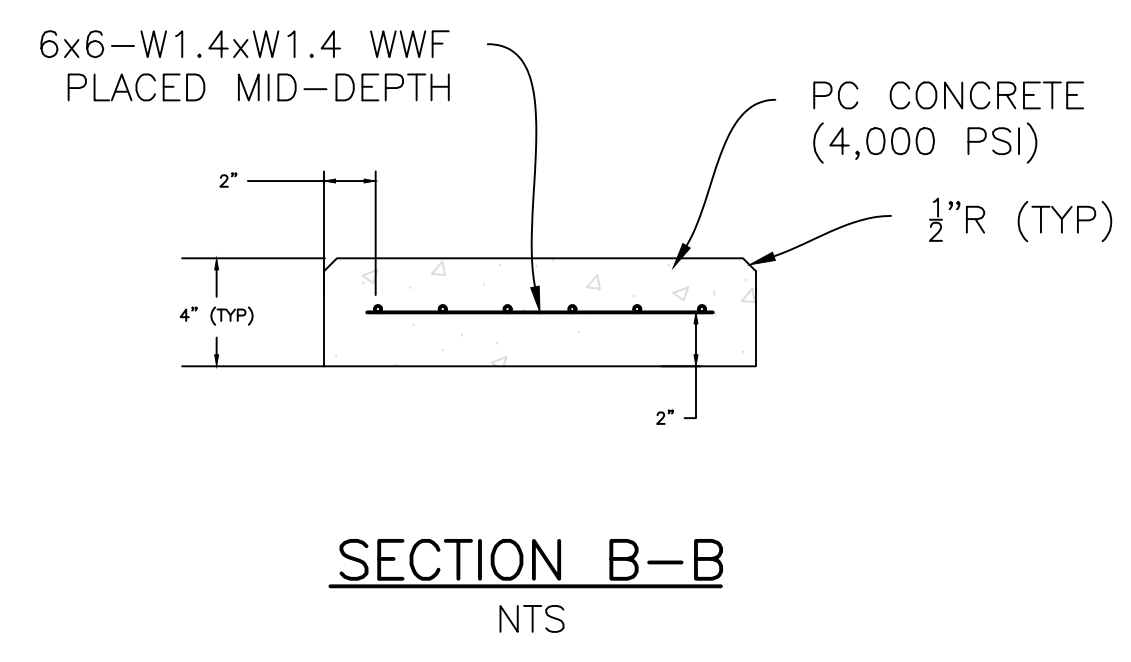 6x6-W1.4xW1.4 WWF
PLACED MID-DEPTH
PC CONCRETE
(4,000 PSI)
2"
½"R (TYP)
4" (TYP)
2"
SECTION B-B
NTS